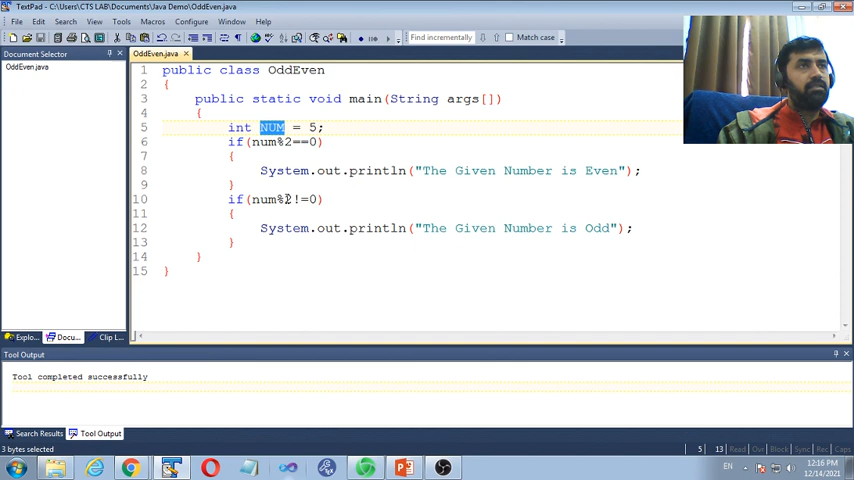 TextPad - C:\Users\CTS LAB\Documents\Java Demo\OddEven.java
File Edit Search View Tools Macros Configure Window Help
Find incrementally Match case
Document Selector
OddEven.java
OddEven.java
1 public class OddEven
2 {
3 public static void main(String args[])
4 {
5 int NUM = 5;
6 if(num%2==0)
7 {
8 System.out.println("The Given Number is Even");
9 }
10 if(num%2!=0)
11 {
12 System.out.println("The Given Number is Odd");
13 }
14 }
15 }
Explo... Docu... Clip L...
Tool Output
Tool completed successfully
Search Results Tool Output
3 bytes selected 5 13 Read Ovr Block Sync Rec Caps
EN 12:16 PM
12/14/2021